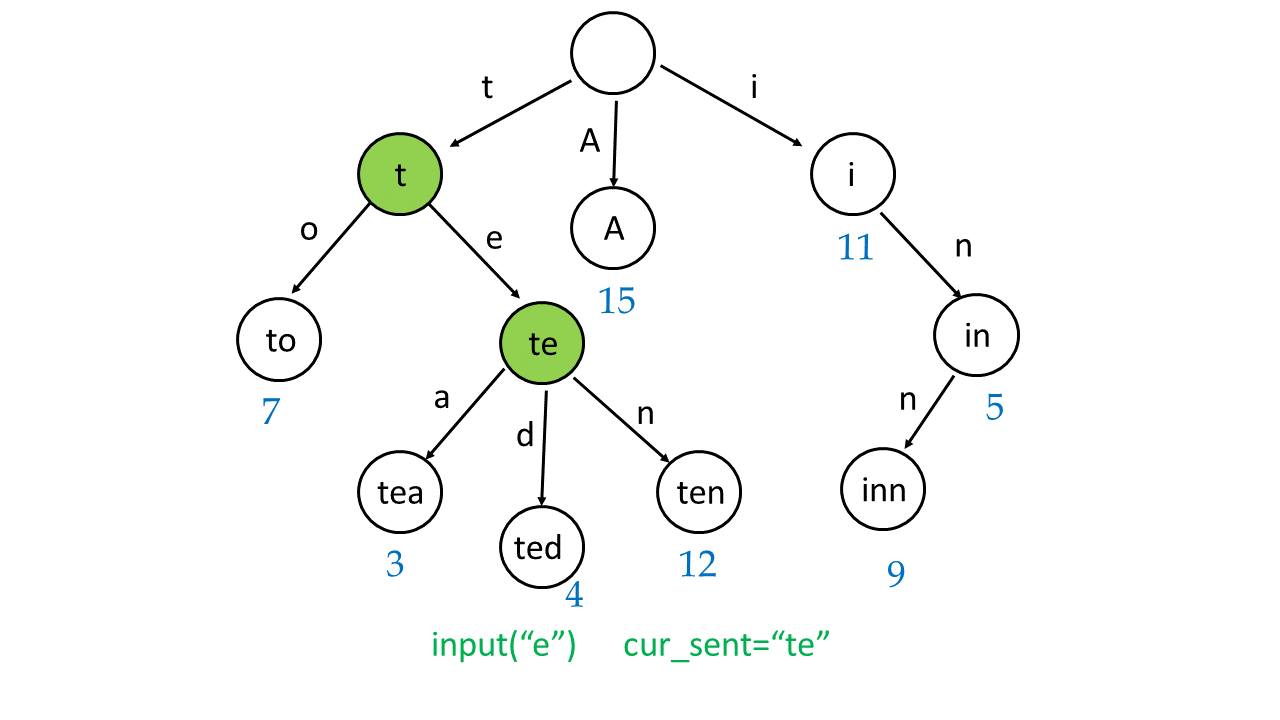 t
A
i
t
A
i
15
11
o
e
n
to
te
in
7
5
a
d
n
n
tea
ted
ten
inn
3
4
12
9
input(“e”) cur_sent=“te”